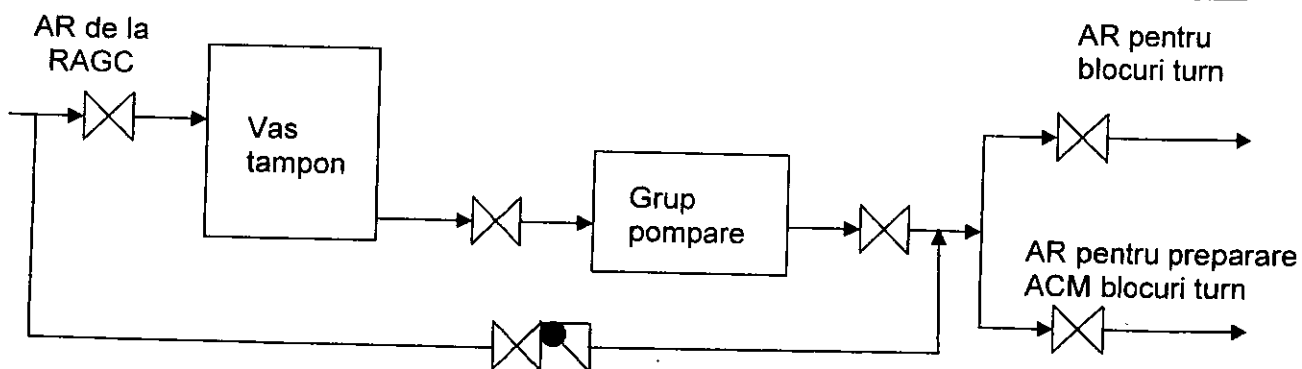 AR de la
RAGC
Vas
tampon
Grup
pompare
AR pentru
blocuri turn
AR pentru preparare
ACM blocuri turn